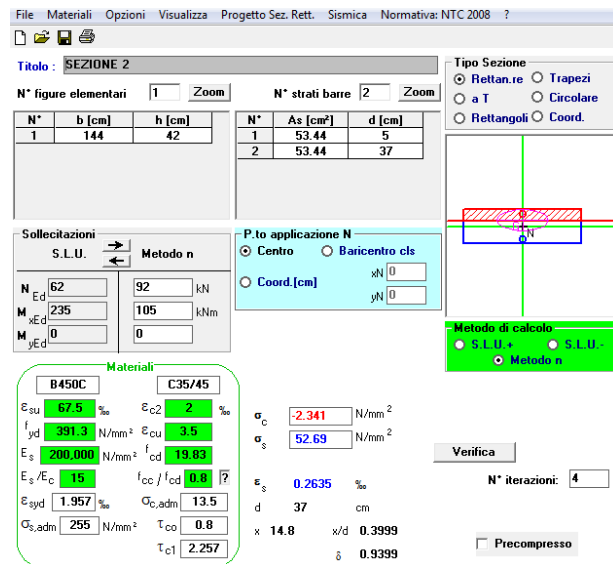 File Materiali Opzioni Visualizza Progetto Sez. Rett. Sismica Normativa: NTC 2008 ?
Titolo : SEZIONE 2
N° figure elementari 1 Zoom
N° strati barre 2 Zoom
N° b [cm] h [cm]
1 144 42
N° As [cm²] d [cm]
1 53.44 5
2 53.44 37
Tipo Sezione
Rettan.re Trapezi
a T Circolare
Rettangoli Coord.
N
Sollecitazioni
S.L.U. Metodo n
N Ed 62 92 kN
M xEd 235 105 kNm
M yEd 0 0
P.to applicazione N
Centro Baricentro cls
Coord.[cm]
xN 0
yN 0
Metodo di calcolo
S.L.U.+ S.L.U.-
Metodo n
Materiali
B450C C35/45
εsu 67.5 ‰ εc2 2 ‰
fyd 391.3 N/mm² εcu 3.5
Es 200,000 N/mm² fcd 19.83
Es/Ec 15 fcc / fcd 0.8 ?
εsyd 1.957 ‰ σc,adm 13.5
σs,adm 255 N/mm² τco 0.8
τc1 2.257
σc -2.341 N/mm²
σs 52.69 N/mm²
εs 0.2635 ‰
d 37 cm
x 14.8 x/d 0.3999
δ 0.9399
Verifica
N° iterazioni: 4
Precompresso